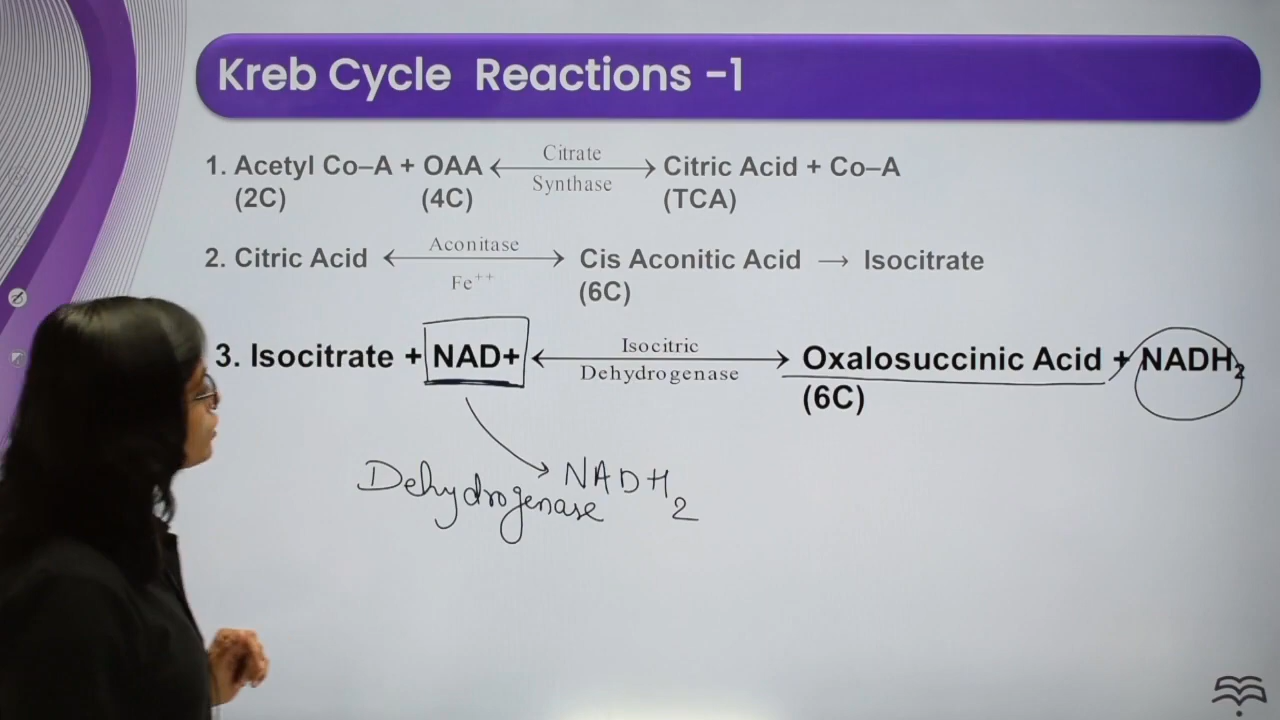 Kreb Cycle Reactions -1
1. Acetyl Co–A + OAA ⟷ Citrate Synthase Citric Acid + Co–A
(2C) (4C) (TCA)
2. Citric Acid ⟷ Aconitase Fe++ Cis Aconitic Acid → Isocitrate
(6C)
3. Isocitrate + NAD+ ⟷ Isocitric Dehydrogenase Oxalosuccinic Acid + NADH2
(6C)
Dehydrogenase NADH2